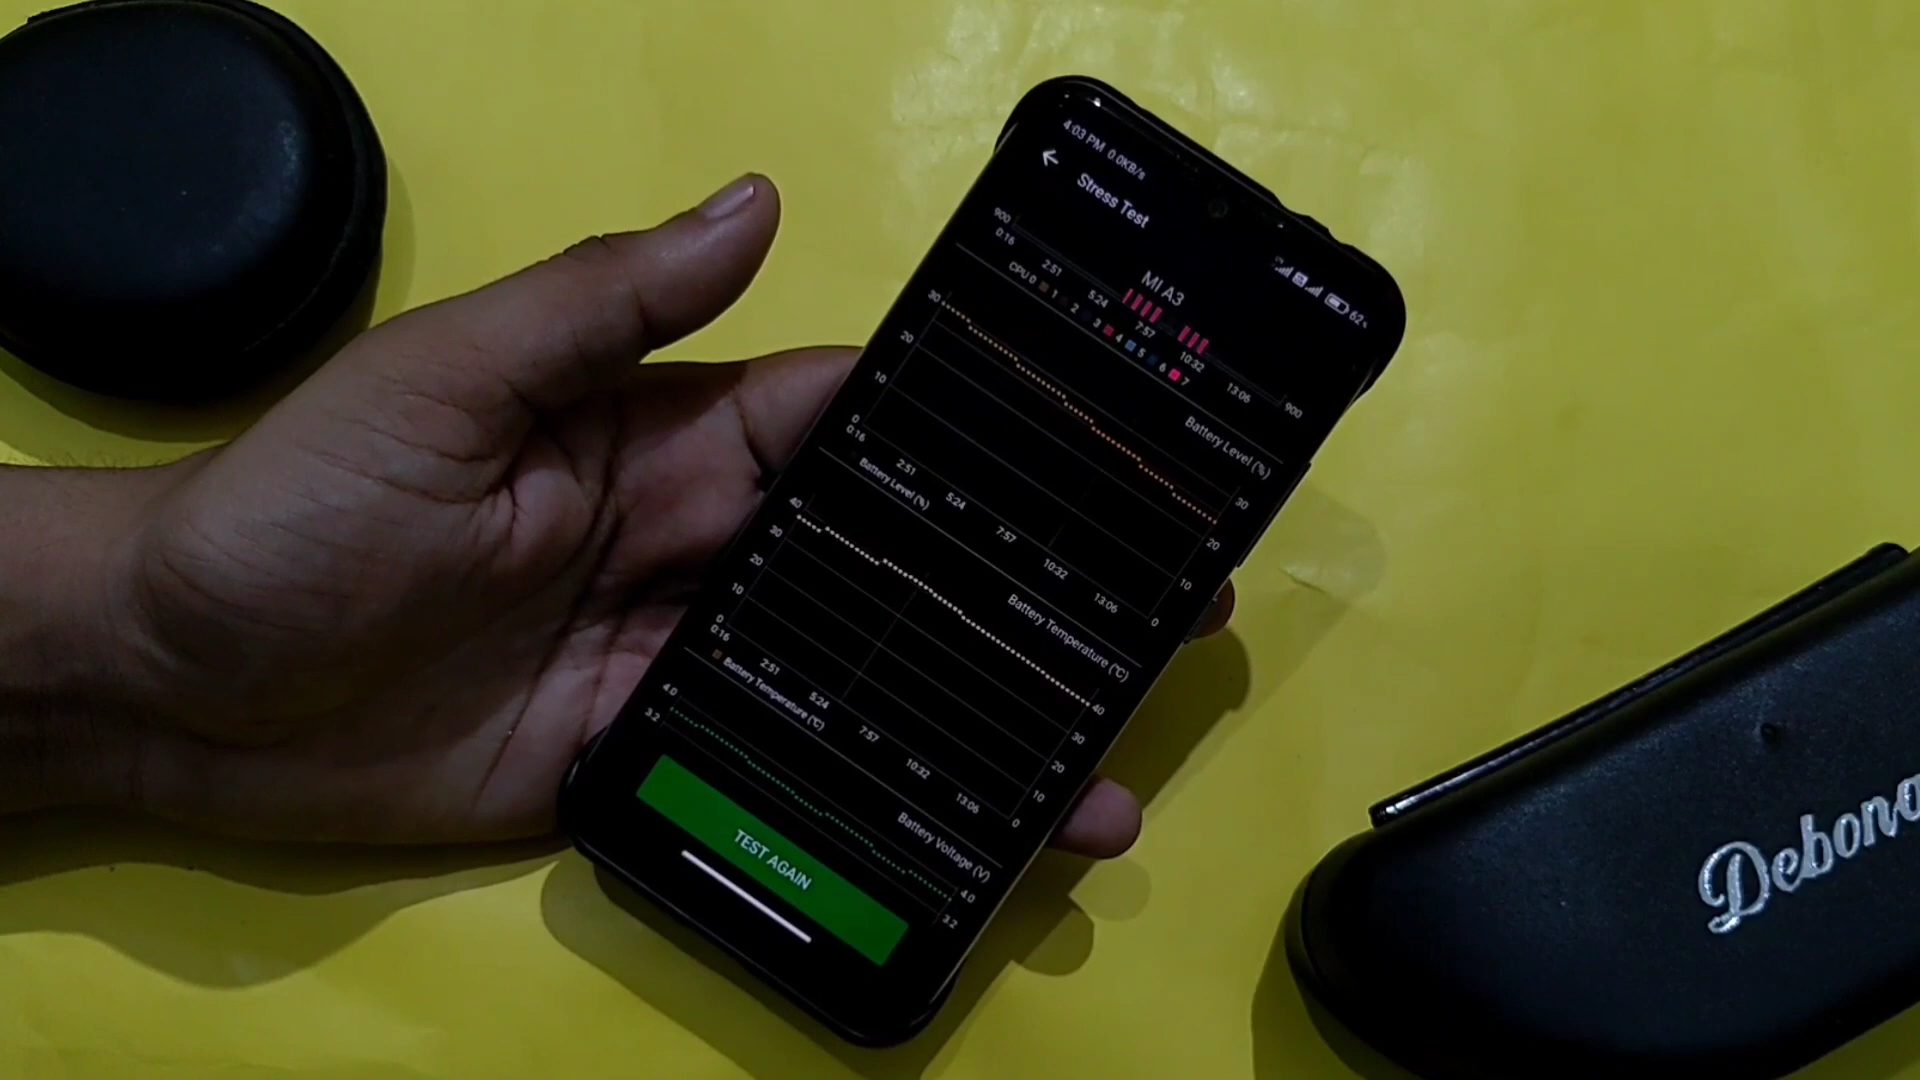 4:03 PM 0.0KB/s
62%
Stress Test
MI A3
900
0:16 2:51 5:24 7:57 10:32 13:06
900
CPU 0 1 2 3 4 5 6 7
Battery Level (%)
30 30
20 20
10 10
0 0
0:16 2:51 5:24 7:57 10:32 13:06
Battery Level (%)
Battery Temperature (°C)
40 40
30 30
20 20
10 10
0 0
0:16 2:51 5:24 7:57 10:32 13:06
Battery Temperature (°C)
Battery Voltage (V)
4.0 4.0
3.2 3.2
TEST AGAIN
Debono